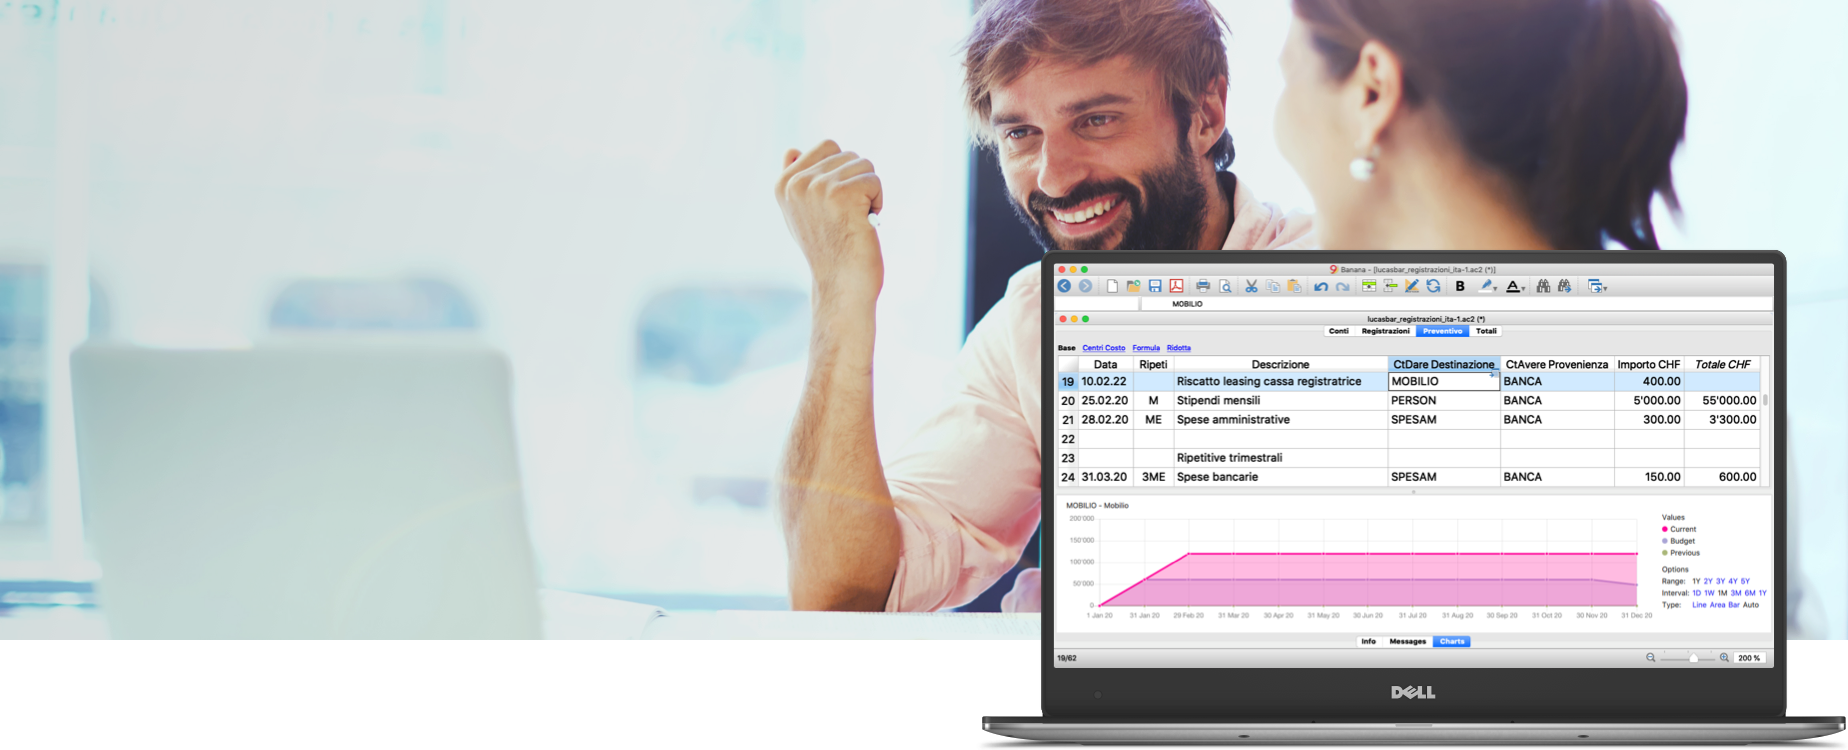 Banana - [lucasbar_registrazioni_ita-1.ac2 (*)]
B A
MOBILIO
lucasbar_registrazioni_ita-1.ac2 (*)
Conti Registrazioni Preventivo Totali
Base Centri Costo Formula Ridotta
Data Ripeti Descrizione CtDare Destinazione CtAvere Provenienza Importo CHF Totale CHF
19 10.02.22 Riscatto leasing cassa registratrice MOBILIO BANCA 400.00
20 25.02.20 M Stipendi mensili PERSON BANCA 5'000.00 55'000.00
21 28.02.20 ME Spese amministrative SPESAM BANCA 300.00 3'300.00
22
23 Ripetitive trimestrali
24 31.03.20 3ME Spese bancarie SPESAM BANCA 150.00 600.00
MOBILIO - Mobilio
200'000
150'000
100'000
50'000
0
1 Jan 20 31 Jan 20 29 Feb 20 31 Mar 20 30 Apr 20 31 May 20 30 Jun 20 31 Jul 20 31 Aug 20 30 Sep 20 31 Oct 20 30 Nov 20 31 Dec 20
Values
Current
Budget
Previous
Options
Range: 1Y 2Y 3Y 4Y 5Y
Interval: 1D 1W 1M 3M 6M 1Y
Type: Line Area Bar Auto
Info Messages Charts
19/62 200 %
DELL